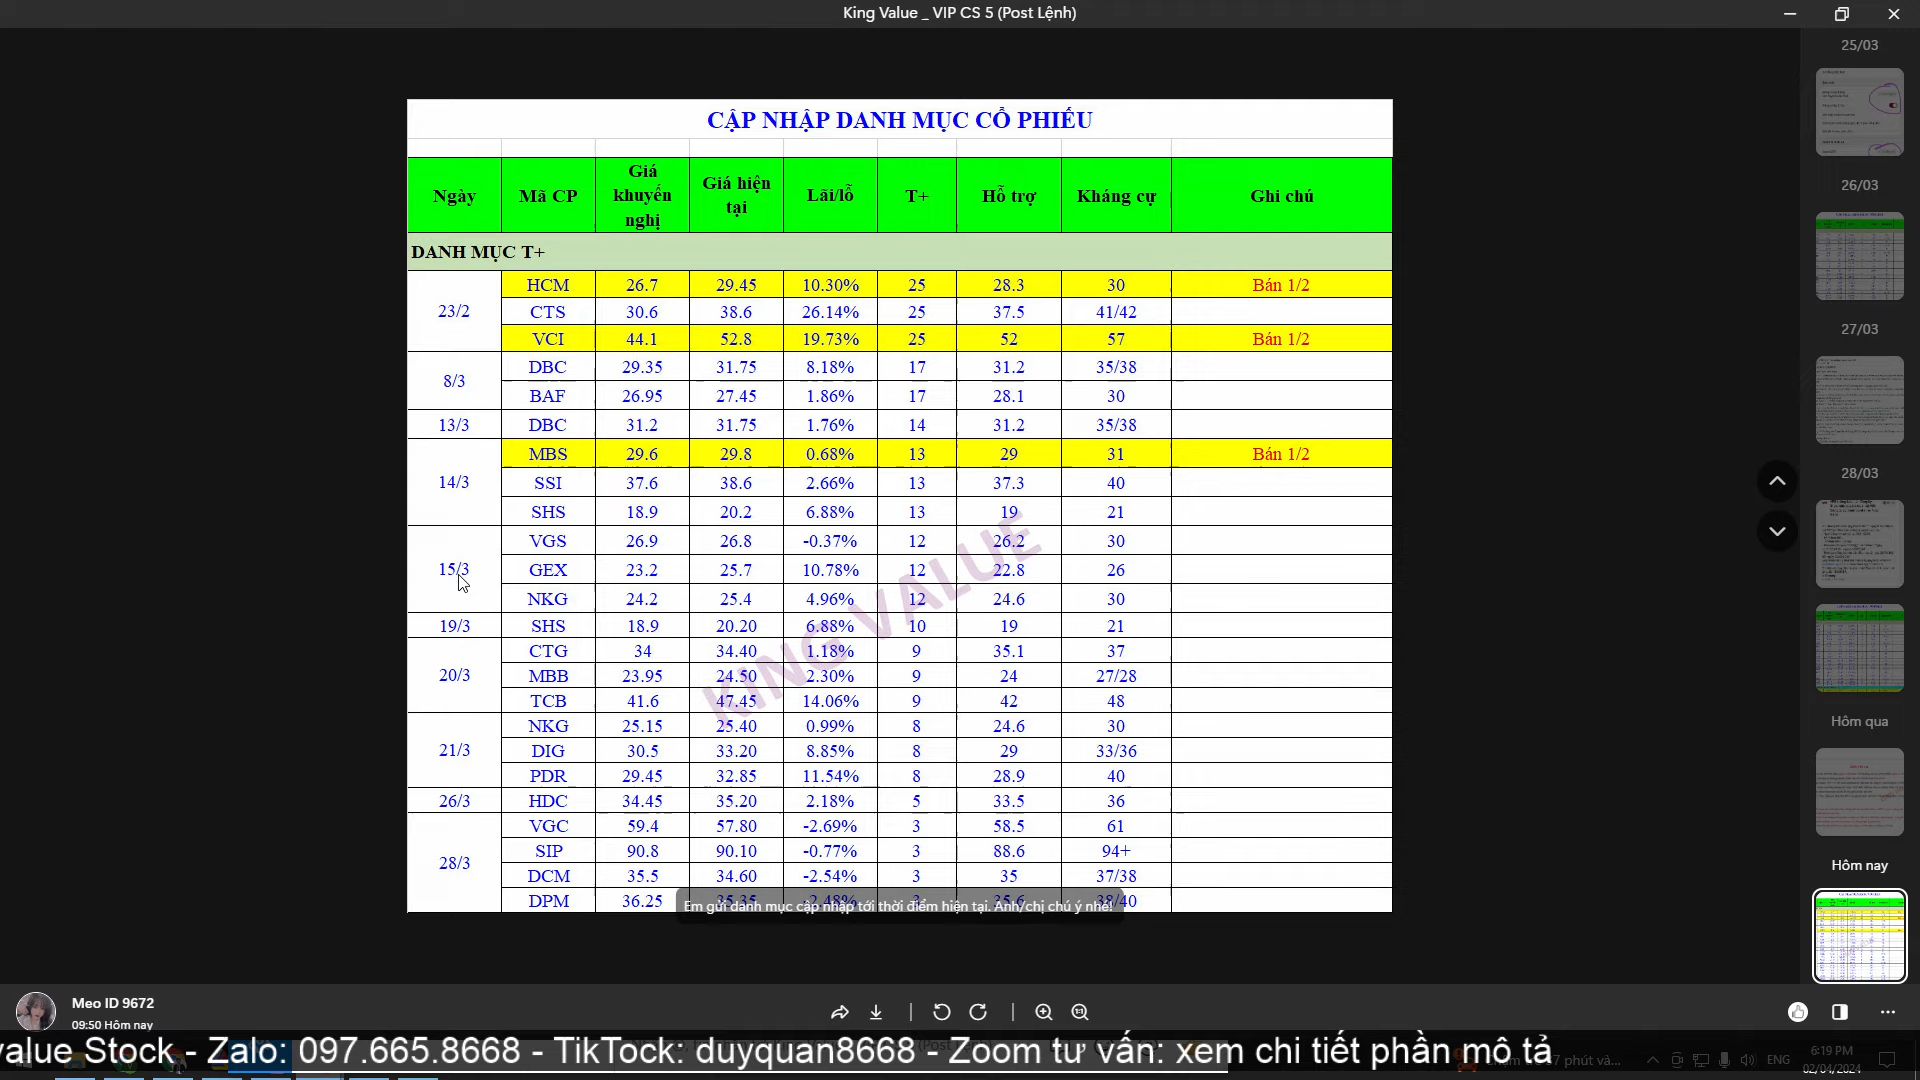 King Value _ VIP CS 5 (Post Lệnh)
25/03
26/03
27/03
28/03
Hôm qua
Hôm nay
CẬP NHẬP DANH MỤC CỔ PHIẾU
Ngày Mã CP Giá khuyến nghị Giá hiện tại Lãi/lỗ T+ Hỗ trợ Kháng cự Ghi chú
DANH MỤC T+
23/2 HCM 26.7 29.45 10.30% 25 28.3 30 Bán 1/2
CTS 30.6 38.6 26.14% 25 37.5 41/42
VCI 44.1 52.8 19.73% 25 52 57 Bán 1/2
8/3 DBC 29.35 31.75 8.18% 17 31.2 35/38
BAF 26.95 27.45 1.86% 17 28.1 30
13/3 DBC 31.2 31.75 1.76% 14 31.2 35/38
14/3 MBS 29.6 29.8 0.68% 13 29 31 Bán 1/2
SSI 37.6 38.6 2.66% 13 37.3 40
SHS 18.9 20.2 6.88% 13 19 21
15/3 VGS 26.9 26.8 -0.37% 12 26.2 30
GEX 23.2 25.7 10.78% 12 22.8 26
NKG 24.2 25.4 4.96% 12 24.6 30
19/3 SHS 18.9 20.20 6.88% 10 19 21
20/3 CTG 34 34.40 1.18% 9 35.1 37
MBB 23.95 24.50 2.30% 9 24 27/28
TCB 41.6 47.45 14.06% 9 42 48
21/3 NKG 25.15 25.40 0.99% 8 24.6 30
DIG 30.5 33.20 8.85% 8 29 33/36
PDR 29.45 32.85 11.54% 8 28.9 40
26/3 HDC 34.45 35.20 2.18% 5 33.5 36
28/3 VGC 59.4 57.80 -2.69% 3 58.5 61
SIP 90.8 90.10 -0.77% 3 88.6 94+
DCM 35.5 34.60 -2.54% 3 35 37/38
DPM 36.25 35.35 -2.48% 3 35.6 38/40
KING VALUE
Em gửi danh mục cập nhập tới thời điểm hiện tại. Anh/chị chú ý nhé!
Meo ID 9672
09:50 Hôm nay
value Stock - Zalo: 097.665.8668 - TikTock: duyquan8668 - Zoom tư vấn: xem chi tiết phần mô tả
ENG
6:19 PM
02/04/2024